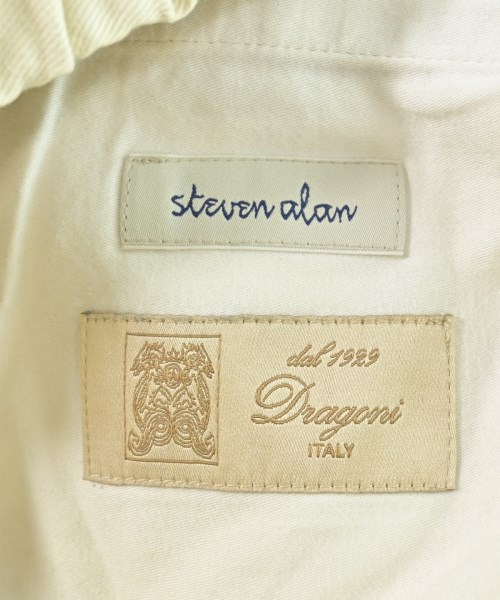 steven alan
dal 1929
Dragoni
ITALY